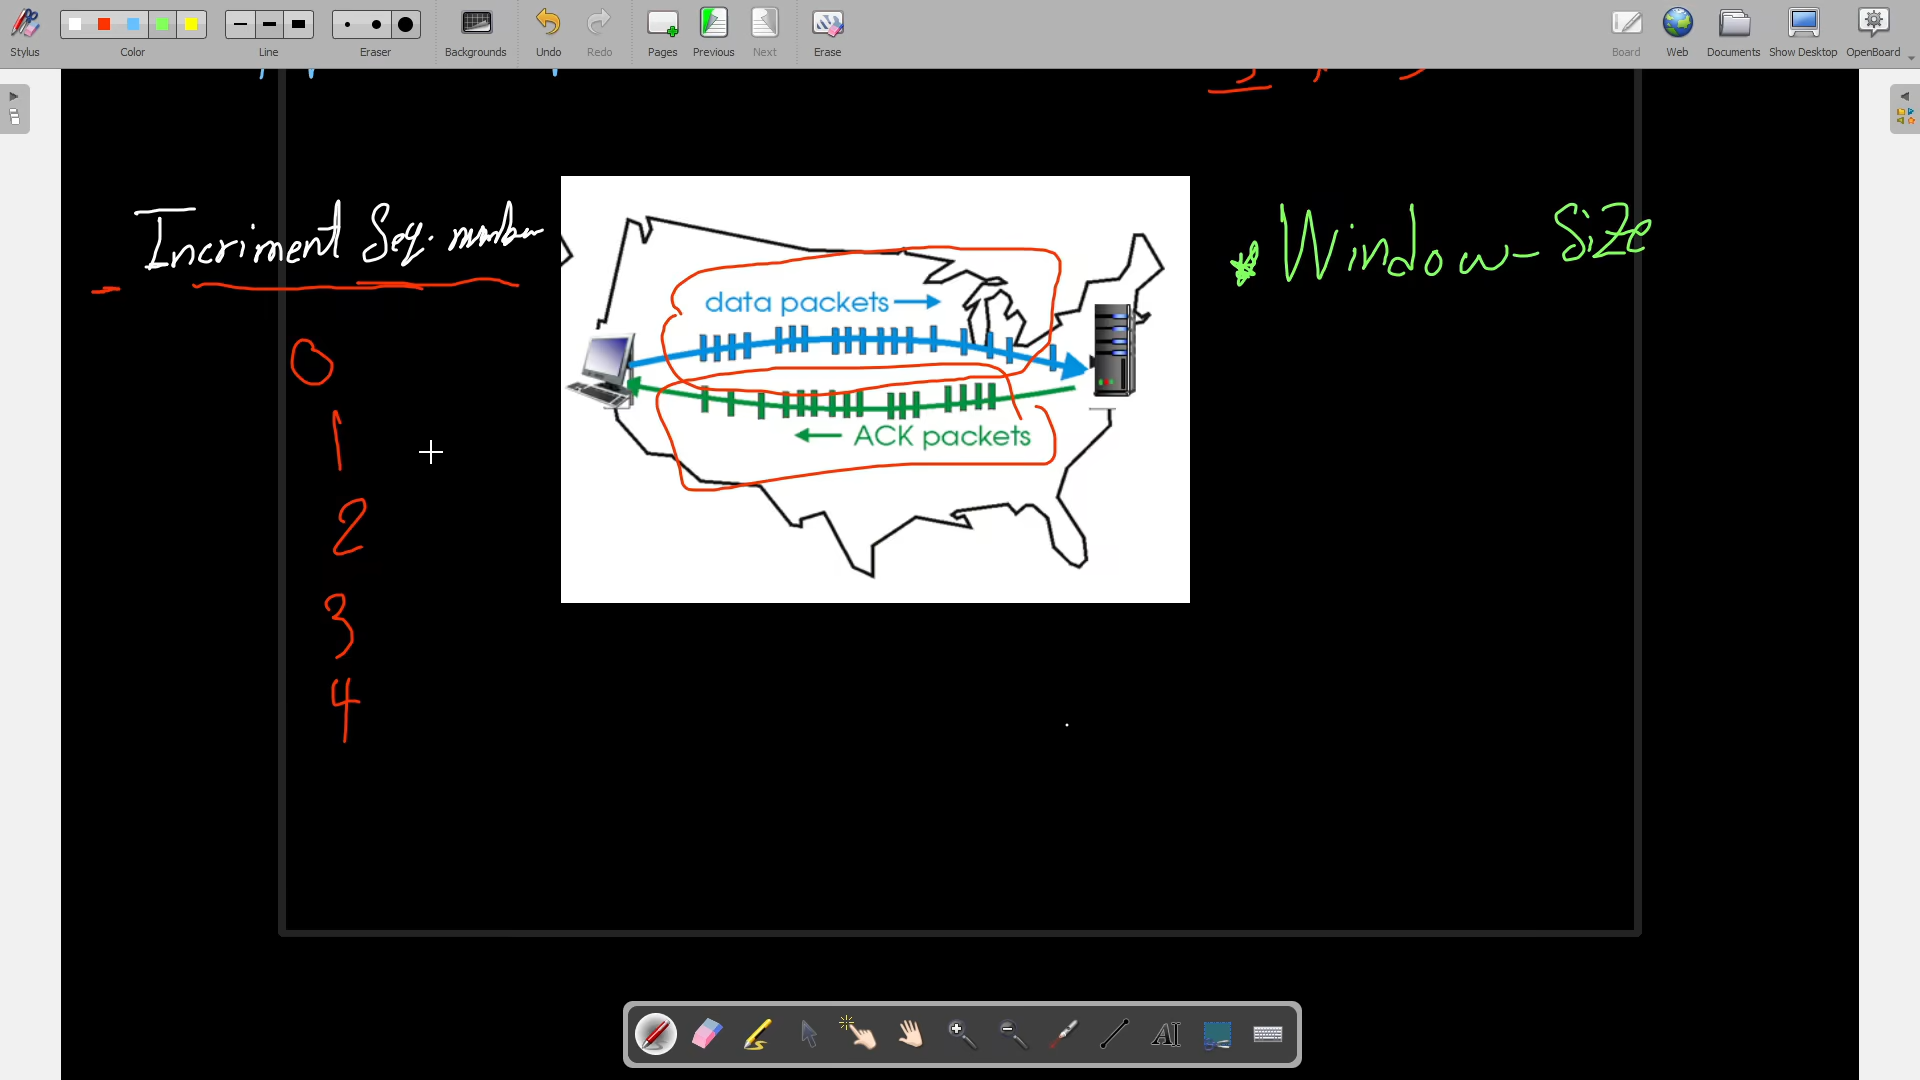 Stylus
Color
Line
Eraser
Backgrounds
Undo
Redo
Pages
Previous
Next
Erase
Board
Web
Documents
Show Desktop
OpenBoard
- Incriment Seq. number
0
1
2
3
4
data packets
ACK packets
* Window-Size
AI